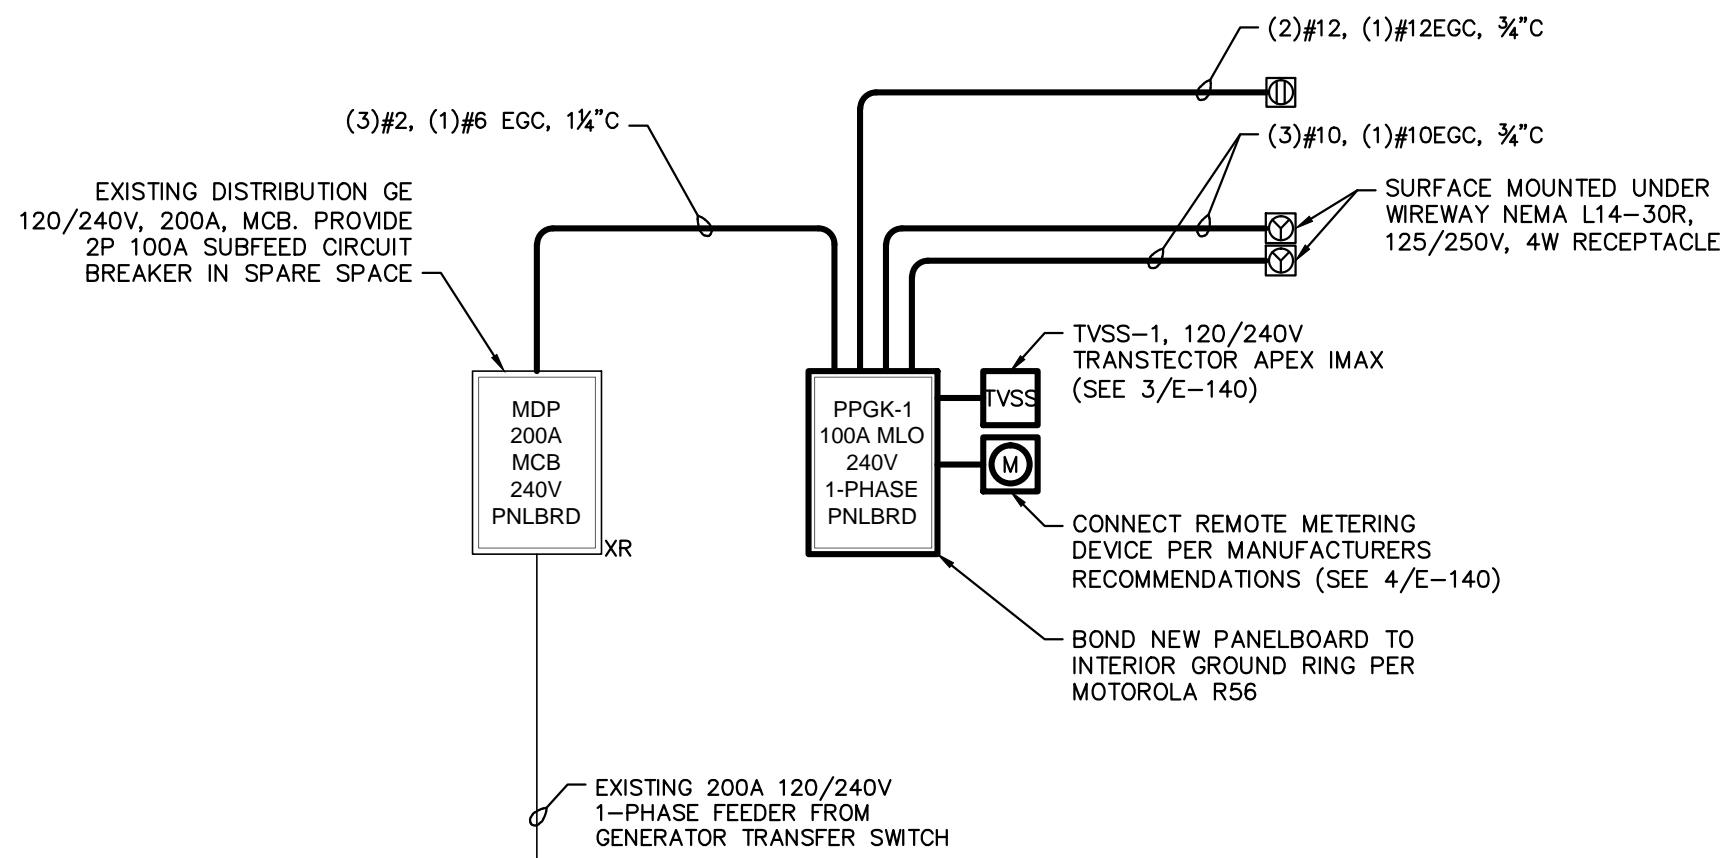 (2)#12, (1)#12EGC, ¾"C
(3)#2, (1)#6 EGC, 1¼"C
(3)#10, (1)#10EGC, ¾"C
EXISTING DISTRIBUTION GE
120/240V, 200A, MCB. PROVIDE
2P 100A SUBFEED CIRCUIT
BREAKER IN SPARE SPACE
SURFACE MOUNTED UNDER
WIREWAY NEMA L14-30R,
125/250V, 4W RECEPTACLE
TVSS-1, 120/240V
TRANSTECTOR APEX IMAX
(SEE 3/E-140)
MDP
200A
MCB
240V
PNLBRD
XR
PPGK-1
100A MLO
240V
1-PHASE
PNLBRD
TVSS
M
CONNECT REMOTE METERING
DEVICE PER MANUFACTURERS
RECOMMENDATIONS (SEE 4/E-140)
BOND NEW PANELBOARD TO
INTERIOR GROUND RING PER
MOTOROLA R56
EXISTING 200A 120/240V
1-PHASE FEEDER FROM
GENERATOR TRANSFER SWITCH